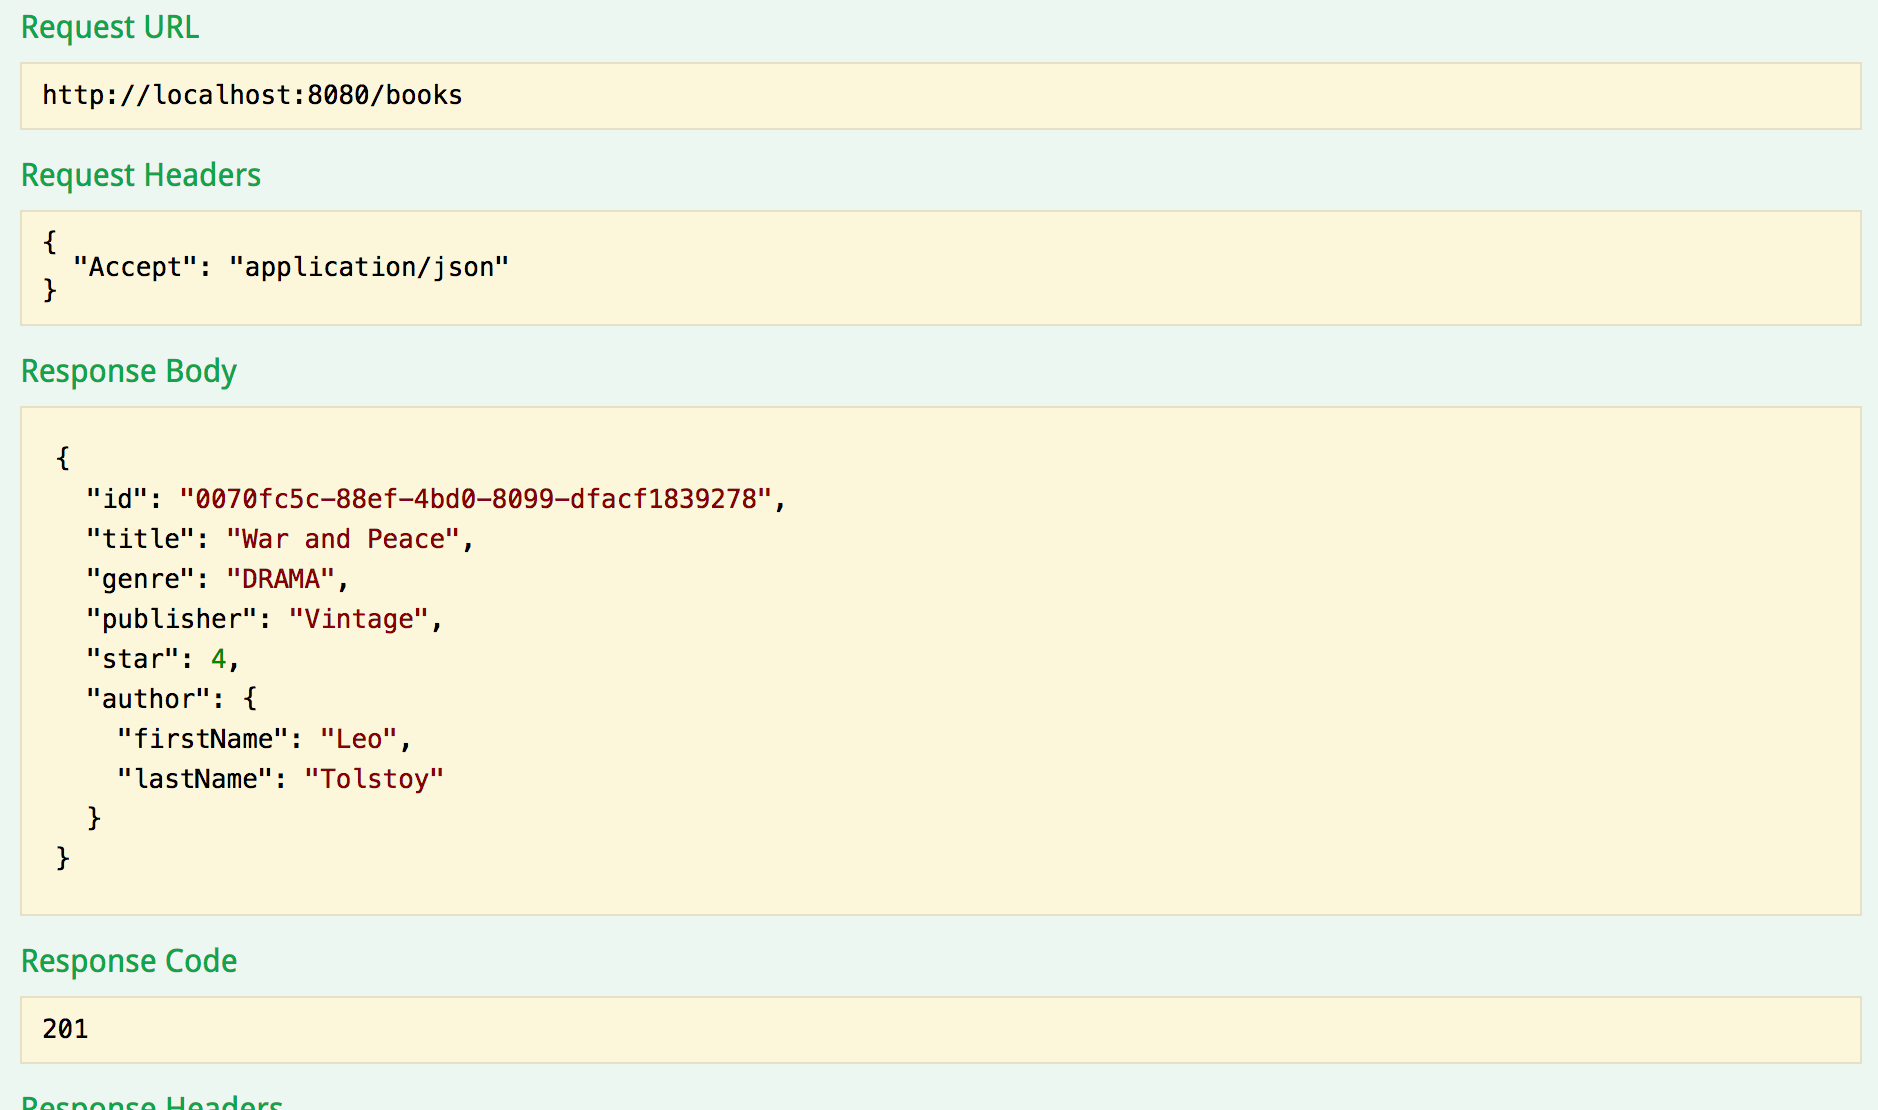 Request URL
http://localhost:8080/books
Request Headers
{
  "Accept": "application/json"
}
Response Body
{
  "id": "0070fc5c-88ef-4bd0-8099-dfacf1839278",
  "title": "War and Peace",
  "genre": "DRAMA",
  "publisher": "Vintage",
  "star": 4,
  "author": {
    "firstName": "Leo",
    "lastName": "Tolstoy"
  }
}
Response Code
201
Response Headers